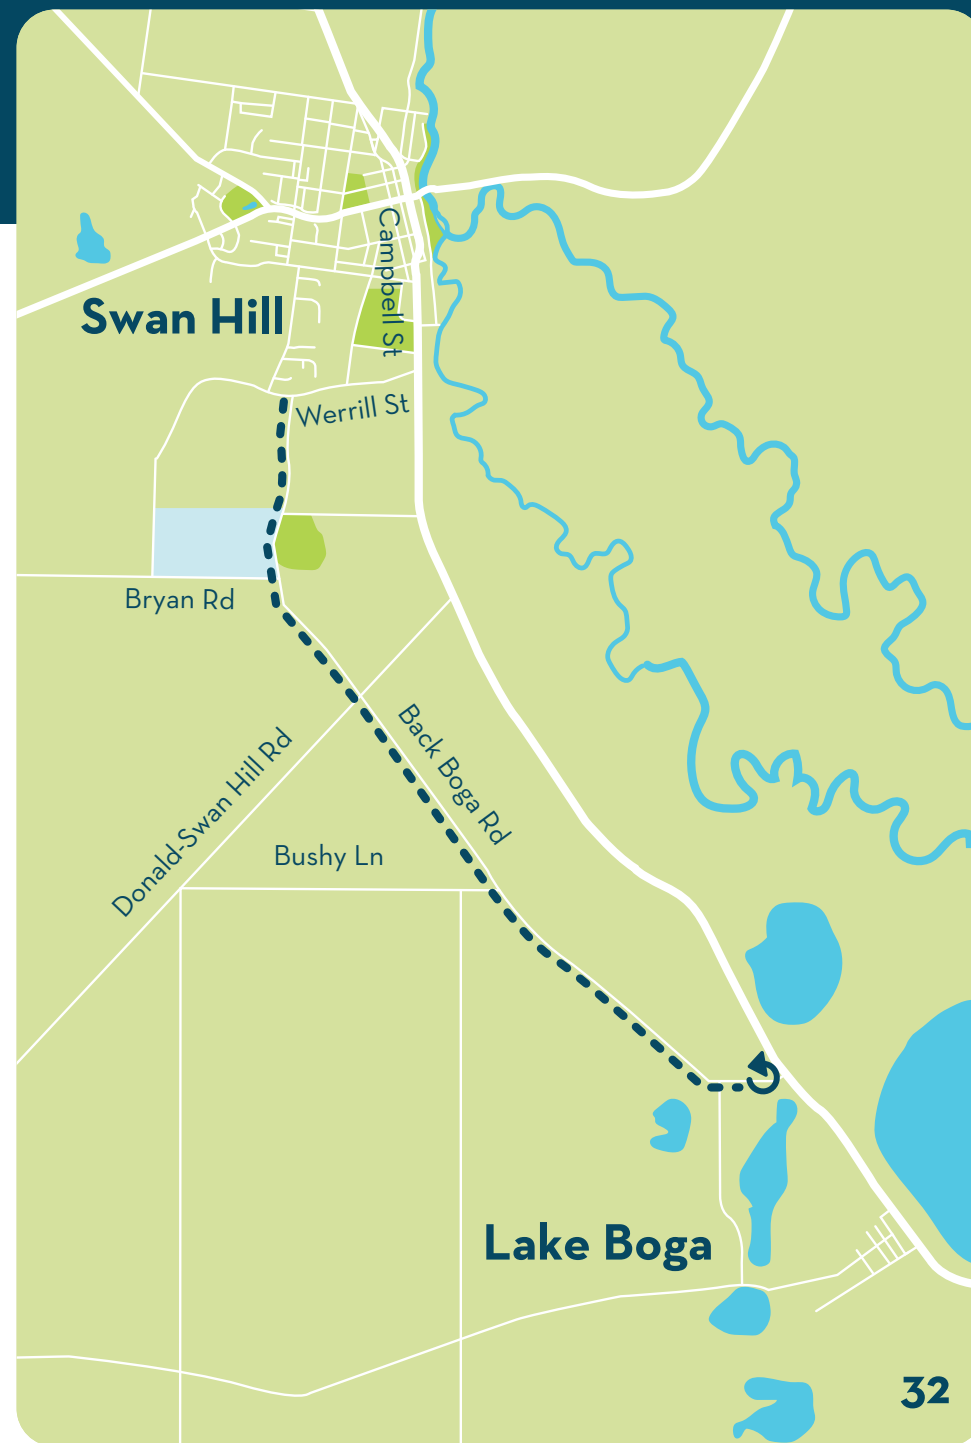 Campbell St
Swan Hill
Werrill St
Bryan Rd
Back Boga Rd
Donald-Swan Hill Rd
Bushy Ln
Lake Boga
32